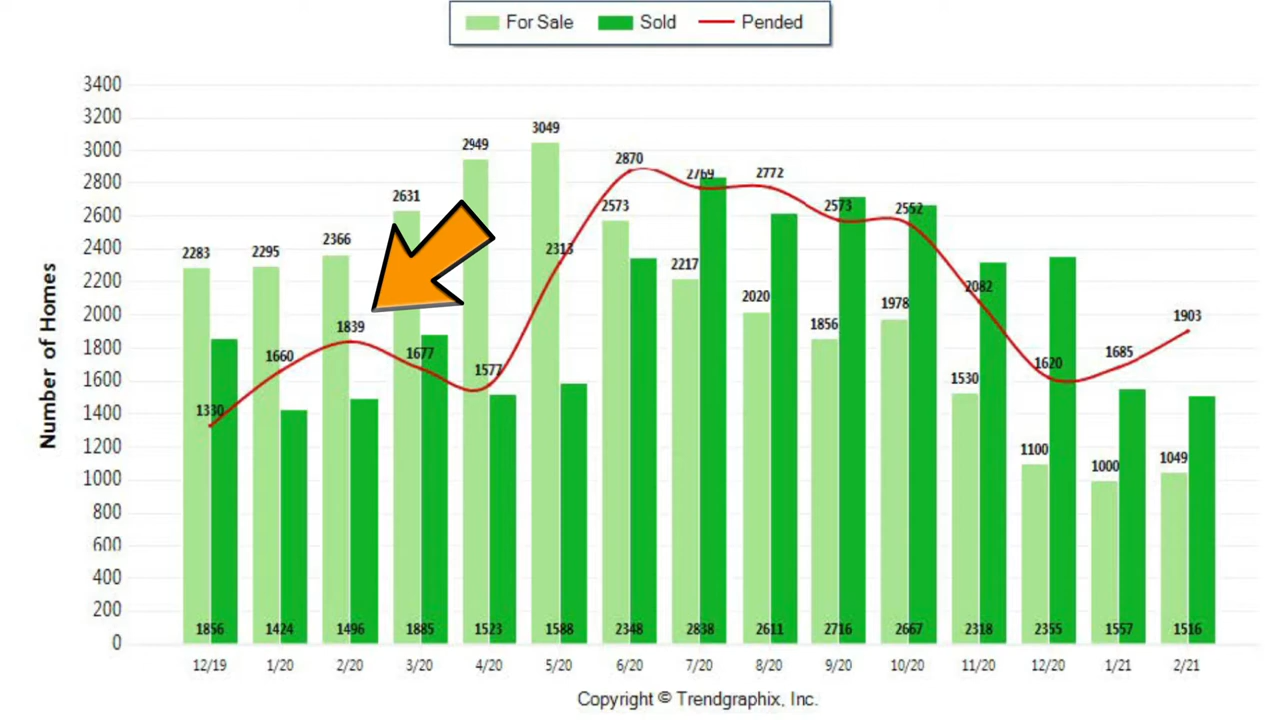 For Sale Sold Pended
3400
3200
3000
2800
2600
2400
2200
2000
1800
1600
1400
1200
1000
800
600
400
200
0
Number of Homes
2283 2295 2366 2631 2949 3049 2573 2217 2020 1856 1978 1530 1100 1000 1049
1330 1660 1839 1677 1577 2313 2870 2769 2772 2573 2552 2082 1620 1685 1903
1856 1424 1496 1885 1523 1588 2348 2838 2611 2716 2667 2318 2355 1557 1516
12/19 1/20 2/20 3/20 4/20 5/20 6/20 7/20 8/20 9/20 10/20 11/20 12/20 1/21 2/21
Copyright © Trendgraphix, Inc.